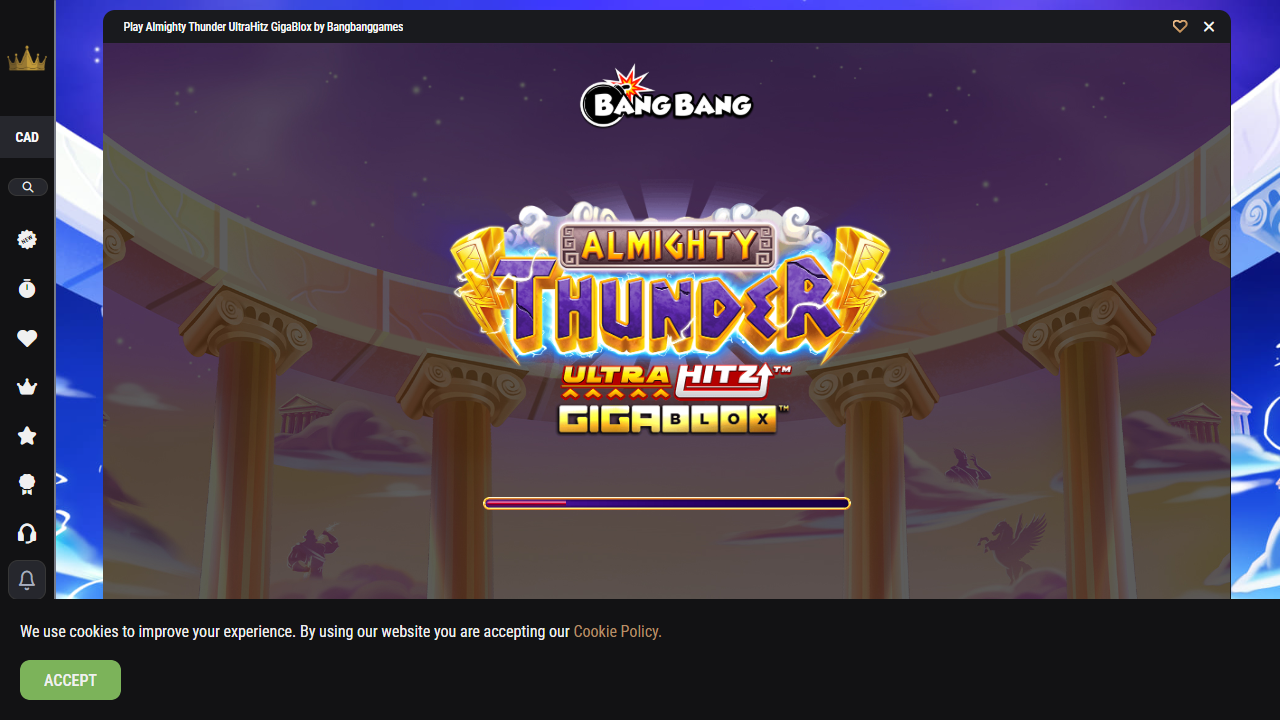 Play Almighty Thunder UltraHitz GigaBlox by Bangbanggames
CAD
NEW
BANG BANG
ALMIGHTY
THUNDER
ULTRA HITZ™
GIGABLOX™
We use cookies to improve your experience. By using our website you are accepting our Cookie Policy.
ACCEPT